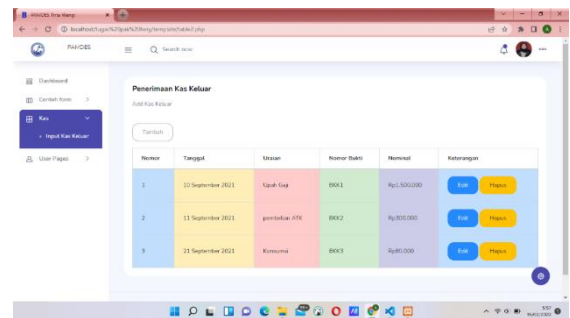 PAMDES
Search now
Dashboard
Contoh form
Kas
Input Kas Keluar
User Pages
Penerimaan Kas Keluar
Add Kas Keluar
Tambah
Nomor Tanggal Uraian Nomor Bukti Nominal Keterangan
1 10 September 2021 Upah Gaji BKK1 Rp1.500.000 Edit Hapus
2 11 September 2021 pembelian ATK BKK2 Rp300.000 Edit Hapus
3 21 September 2021 Konsumsi BKK3 Rp80.000 Edit Hapus